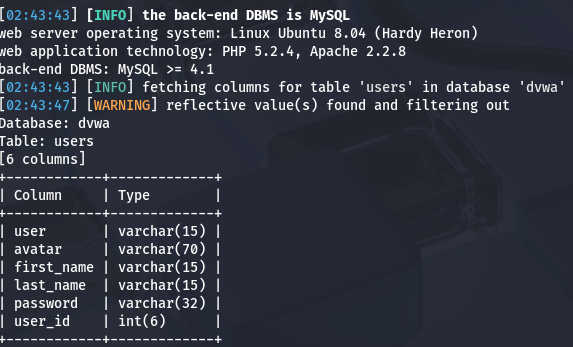 [02:43:43] [INFO] the back-end DBMS is MySQL
web server operating system: Linux Ubuntu 8.04 (Hardy Heron)
web application technology: PHP 5.2.4, Apache 2.2.8
back-end DBMS: MySQL >= 4.1
[02:43:43] [INFO] fetching columns for table 'users' in database 'dvwa'
[02:43:47] [WARNING] reflective value(s) found and filtering out
Database: dvwa
Table: users
[6 columns]
+------------+-------------+
| Column     | Type        |
+------------+-------------+
| user       | varchar(15) |
| avatar     | varchar(70) |
| first_name | varchar(15) |
| last_name  | varchar(15) |
| password   | varchar(32) |
| user_id    | int(6)      |
+------------+-------------+